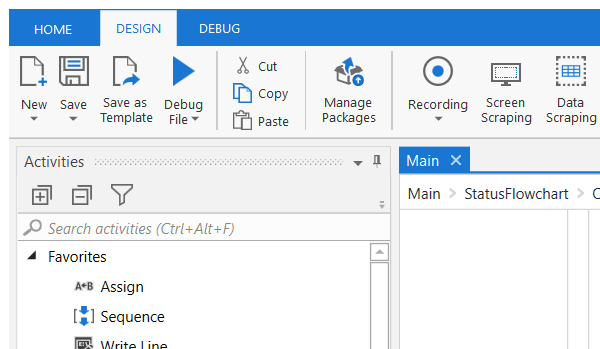 HOME DESIGN DEBUG
New Save Save as Template Debug File
Cut
Copy
Paste
Manage Packages
Recording Screen Scraping Data Scraping
Activities
Main
Main > StatusFlowchart >
Search activities (Ctrl+Alt+F)
Favorites
A+B Assign
Sequence
Write Line